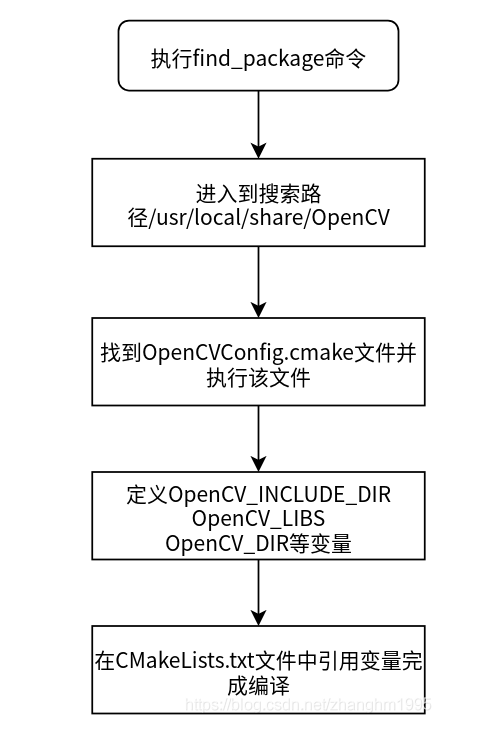 执行find_package命令
进入到搜索路
径/usr/local/share/OpenCV
找到OpenCVConfig.cmake文件并
执行该文件
定义OpenCV_INCLUDE_DIR
OpenCV_LIBS
OpenCV_DIR等变量
在CMakeLists.txt文件中引用变量完
成编译
https://blog.csdn.net/zhanghm1995